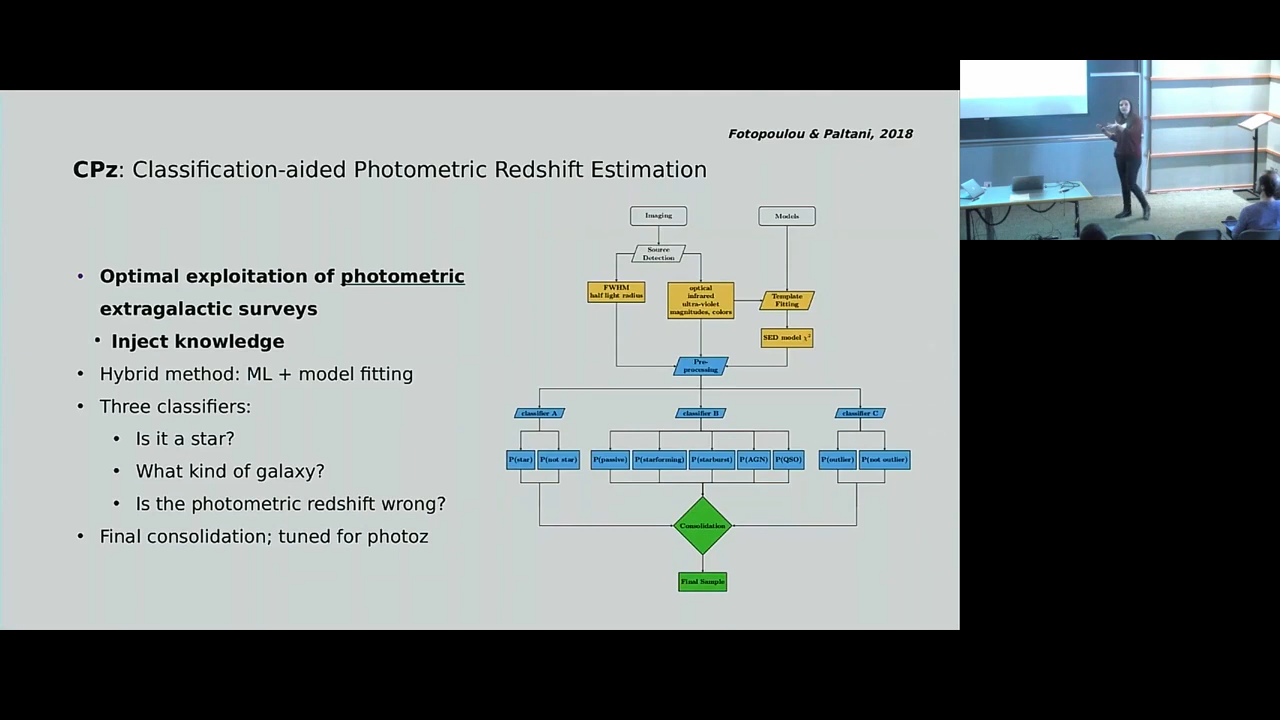 Fotopoulou & Paltani, 2018
CPz: Classification-aided Photometric Redshift Estimation
• Optimal exploitation of photometric
extragalactic surveys
• Inject knowledge
• Hybrid method: ML + model fitting
• Three classifiers:
• Is it a star?
• What kind of galaxy?
• Is the photometric redshift wrong?
• Final consolidation; tuned for photoz
Imaging
Models
Source
Detection
FWHM
half light radius
optical
infrared
ultra-violet
magnitudes, colors
Template
Fitting
SED model χ²
Pre-
processing
classifier A
classifier B
classifier C
P(star)
P(not star)
P(passive)
P(starforming)
P(starburst)
P(AGN)
P(QSO)
P(outlier)
P(not outlier)
Consolidation
Final Sample